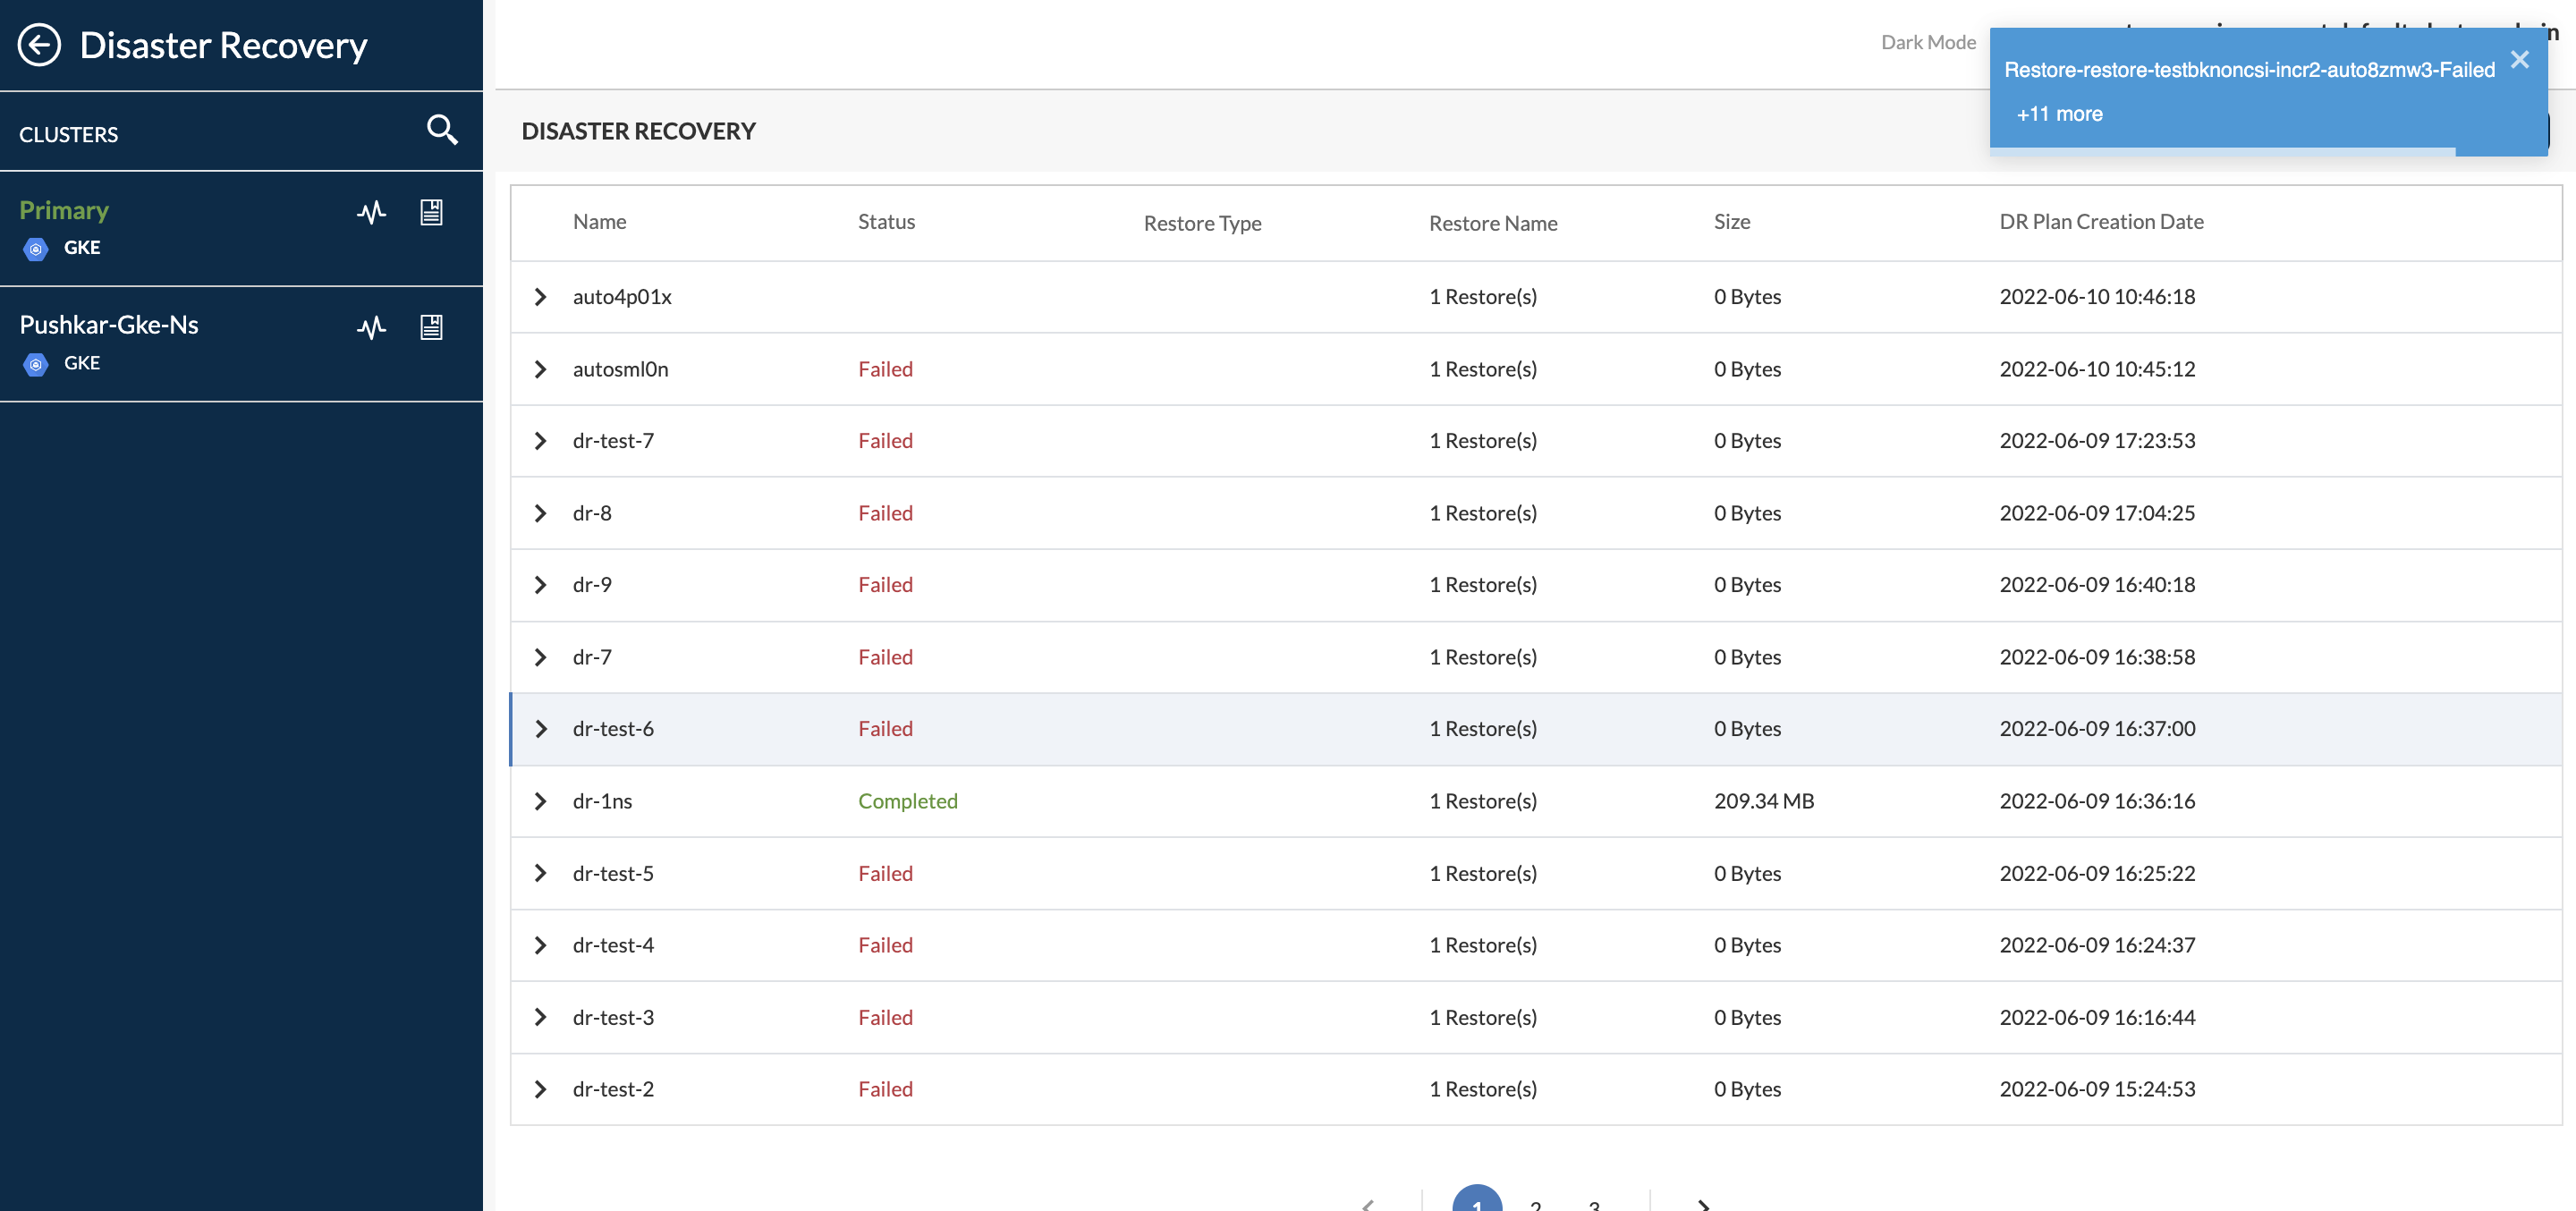 Disaster Recovery
CLUSTERS
Primary
GKE
Pushkar-Gke-Ns
GKE
Dark Mode
Restore-restore-testbknoncsi-incr2-auto8zmw3-Failed
+11 more
DISASTER RECOVERY
Name Status Restore Type Restore Name Size DR Plan Creation Date
auto4p01x 1 Restore(s) 0 Bytes 2022-06-10 10:46:18
autosml0n Failed 1 Restore(s) 0 Bytes 2022-06-10 10:45:12
dr-test-7 Failed 1 Restore(s) 0 Bytes 2022-06-09 17:23:53
dr-8 Failed 1 Restore(s) 0 Bytes 2022-06-09 17:04:25
dr-9 Failed 1 Restore(s) 0 Bytes 2022-06-09 16:40:18
dr-7 Failed 1 Restore(s) 0 Bytes 2022-06-09 16:38:58
dr-test-6 Failed 1 Restore(s) 0 Bytes 2022-06-09 16:37:00
dr-1ns Completed 1 Restore(s) 209.34 MB 2022-06-09 16:36:16
dr-test-5 Failed 1 Restore(s) 0 Bytes 2022-06-09 16:25:22
dr-test-4 Failed 1 Restore(s) 0 Bytes 2022-06-09 16:24:37
dr-test-3 Failed 1 Restore(s) 0 Bytes 2022-06-09 16:16:44
dr-test-2 Failed 1 Restore(s) 0 Bytes 2022-06-09 15:24:53
1 2 3